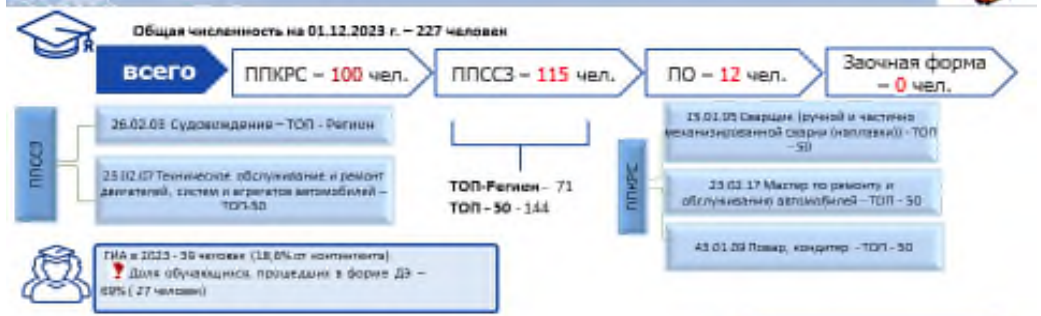 Общая численность на 01.12.2023 г. – 227 человек
всего
ППКРС – 100 чел.
ППССЗ – 115 чел.
ПО – 12 чел.
Заочная форма
– 0 чел.
ППССЗ
26.02.03 Судовождение – ТОП - Регион
23.02.07 Техническое обслуживание и ремонт
двигателей, систем и агрегатов автомобилей –
ТОП-50
ТОП-Регион – 71
ТОП – 50 - 144
ППКРС
15.01.05 Сварщик (ручной и частично
механизированной сварки (наплавки)) - ТОП
– 50
23.02.17 Мастер по ремонту и
обслуживанию автомобилей – ТОП - 50
43.01.09 Повар, кондитер - ТОП - 50
ГИА в 2023 - 39 человек (18,6% от контингента)
Доля обучающихся, прошедших в форме ДЭ –
69% ( 27 человек)